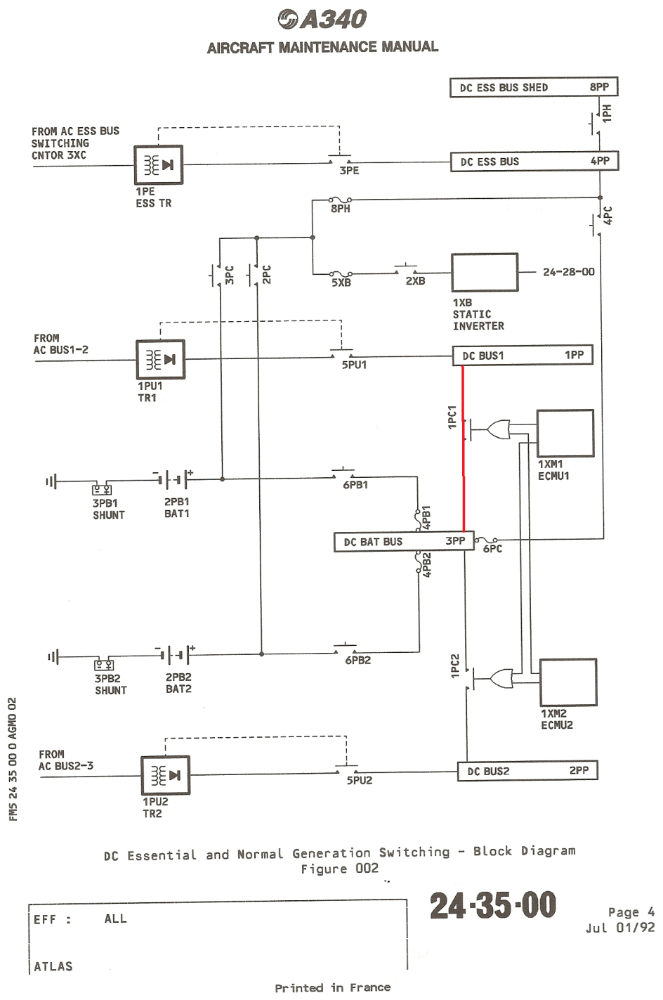 A340
AIRCRAFT MAINTENANCE MANUAL
DC ESS BUS SHED 8PP
1PH
FROM AC ESS BUS
SWITCHING
CNTOR 3XC
1PE
ESS TR
3PE
DC ESS BUS 4PP
8PH
4PC
3PC
2PC
5XB
2XB
24-28-00
1XB
STATIC
INVERTER
FROM
AC BUS1-2
1PU1
TR1
5PU1
DC BUS1 1PP
1PC1
1XM1
ECMU1
- +
3PB1
SHUNT
2PB1
BAT1
6PB1
4PB1
DC BAT BUS 3PP
6PC
4PB2
- +
3PB2
SHUNT
2PB2
BAT2
6PB2
1PC2
1XM2
ECMU2
FROM
AC BUS2-3
1PU2
TR2
5PU2
DC BUS2 2PP
FM5 24 35 00 0 AGM0 02
DC Essential and Normal Generation Switching - Block Diagram
Figure 002
EFF : ALL
ATLAS
24-35-00
Page 4
Jul 01/92
Printed in France